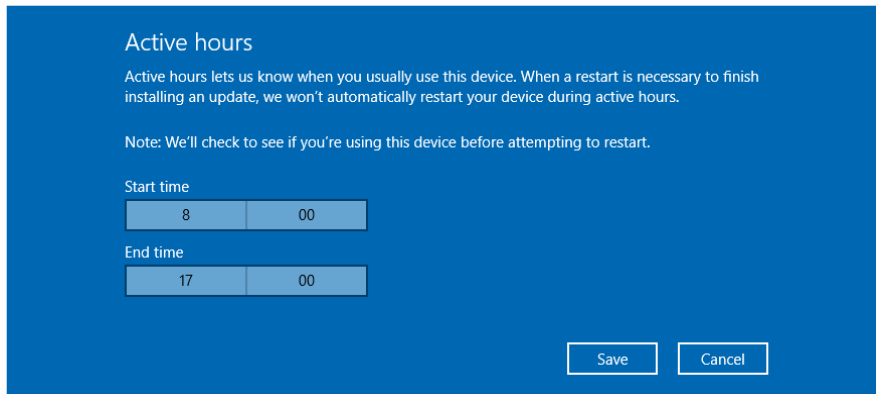 Active hours
Active hours lets us know when you usually use this device. When a restart is necessary to finish
installing an update, we won’t automatically restart your device during active hours.
Note: We’ll check to see if you’re using this device before attempting to restart.
Start time
8 00
End time
17 00
Save Cancel